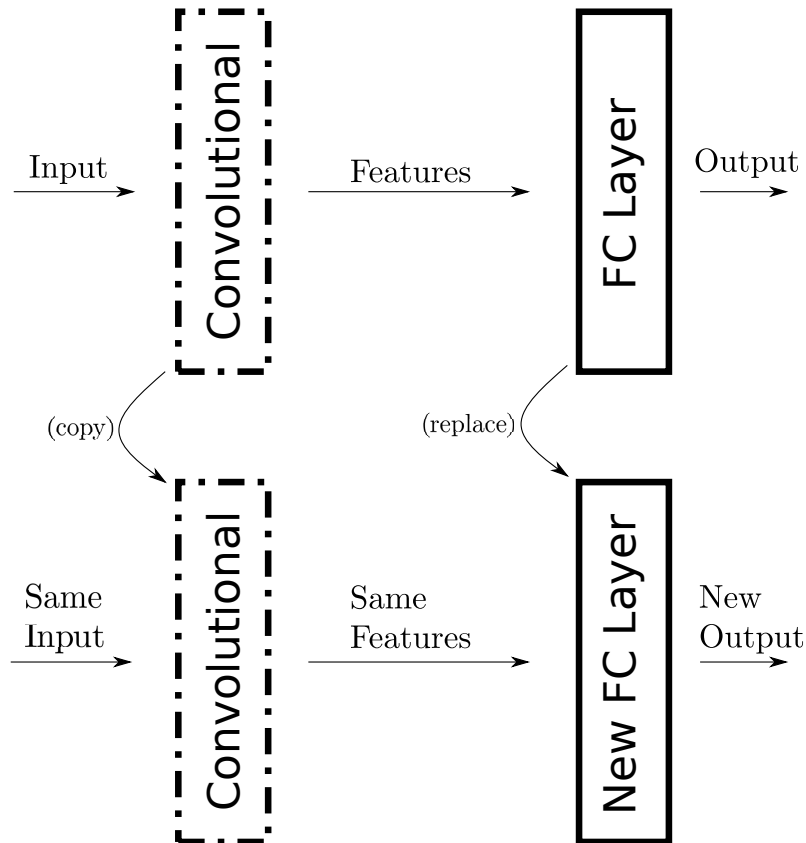 Input
Convolutional
Features
FC Layer
Output
(copy)
(replace)
Same
Input
Convolutional
Same
Features
New FC Layer
New
Output